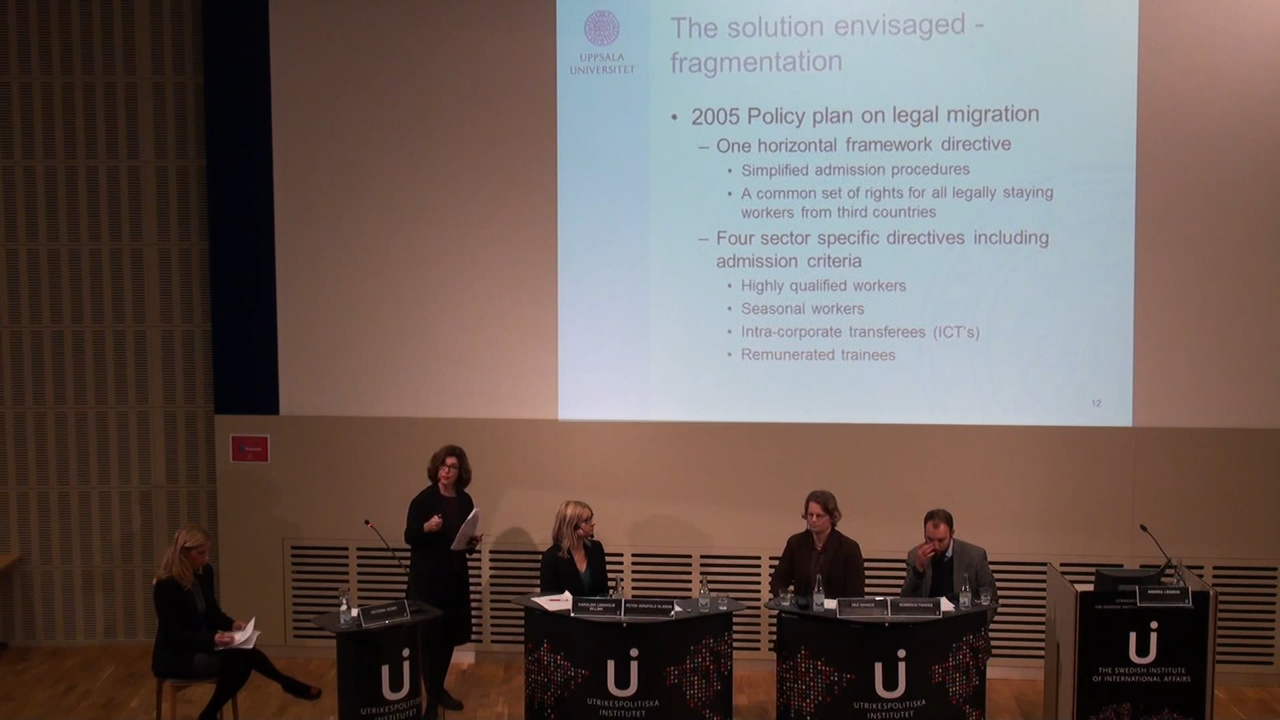 UPPSALA
UNIVERSITET
The solution envisaged -
fragmentation
• 2005 Policy plan on legal migration
– One horizontal framework directive
• Simplified admission procedures
• A common set of rights for all legally staying
workers from third countries
– Four sector specific directives including
admission criteria
• Highly qualified workers
• Seasonal workers
• Intra-corporate transferees (ICT's)
• Remunerated trainees
12
UTRIKESPOLITISKA
INSTITUTET
UTRIKESPOLITISKA
INSTITUTET
UTRIKESPOLITISKA
INSTITUTET
THE SWEDISH INSTITUTE
OF INTERNATIONAL AFFAIRS